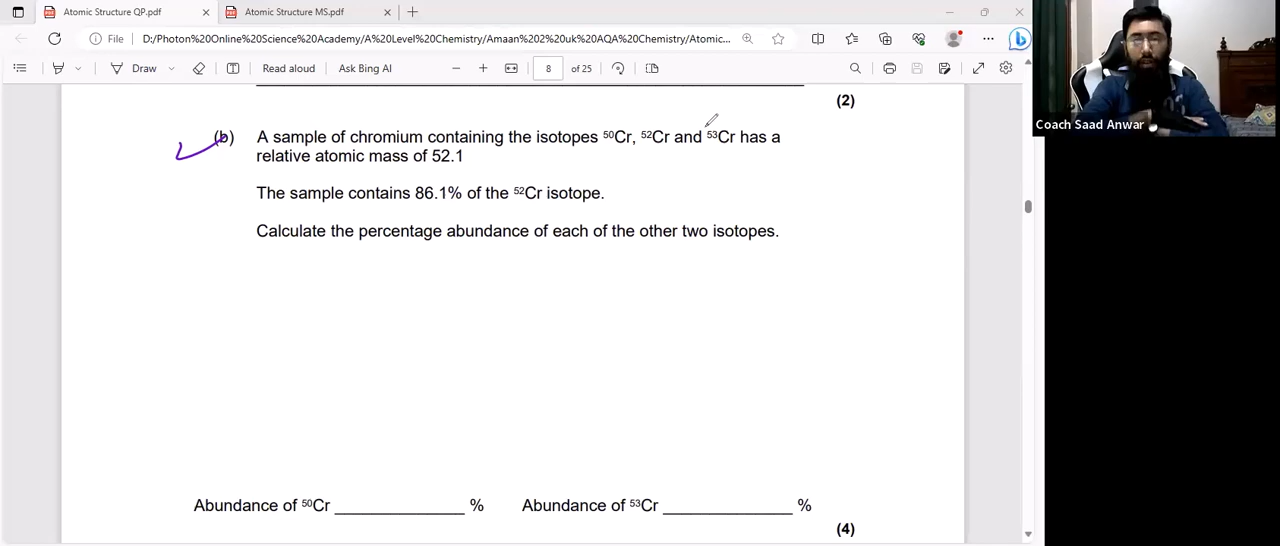 Atomic Structure QP.pdf
Atomic Structure MS.pdf
File D:/Photon%20Online%20Science%20Academy/A%20Level%20Chemistry/Amaan%202%20uk%20AQA%20Chemistry/Atomic...
Draw Read aloud Ask Bing AI 8 of 25
Coach Saad Anwar
(2)
(b) A sample of chromium containing the isotopes ⁵⁰Cr, ⁵²Cr and ⁵³Cr has a
relative atomic mass of 52.1
The sample contains 86.1% of the ⁵²Cr isotope.
Calculate the percentage abundance of each of the other two isotopes.
Abundance of ⁵⁰Cr ______________ % Abundance of ⁵³Cr ______________ %
(4)